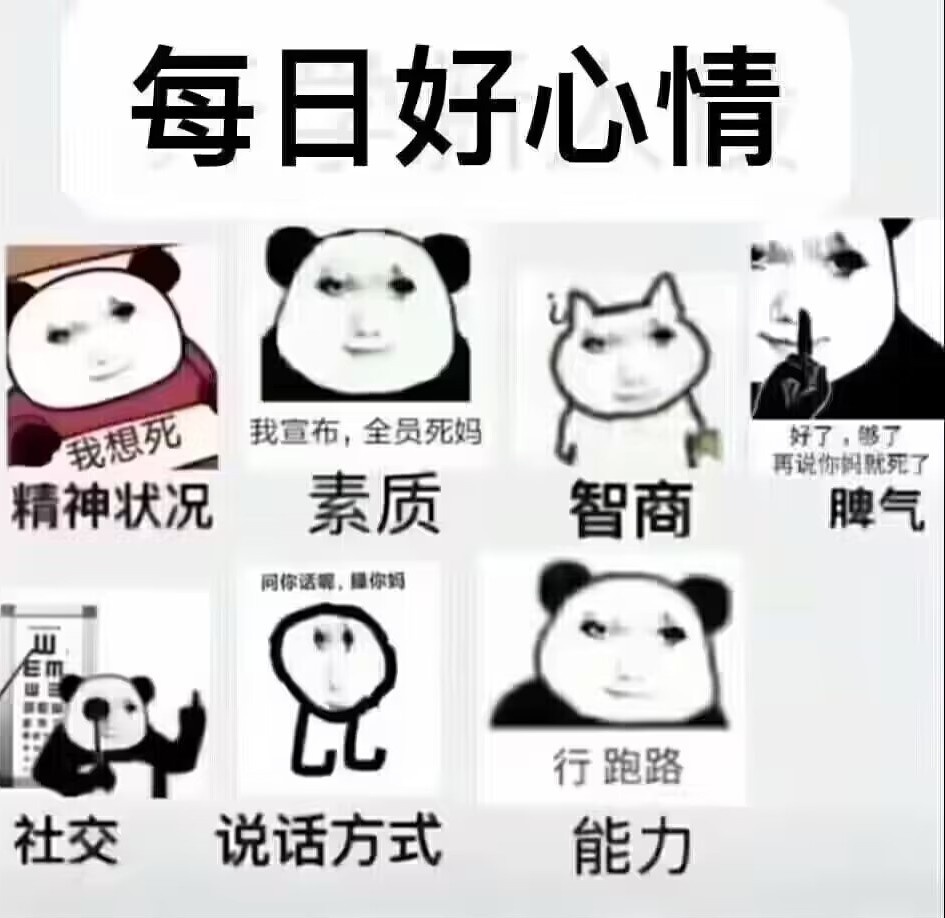 每日好心情
我想死
我宣布，全员死妈
好了，够了
再说你妈就死了
精神状况
素质
智商
脾气
问你话呢，操你妈
行 跑路
社交
说话方式
能力